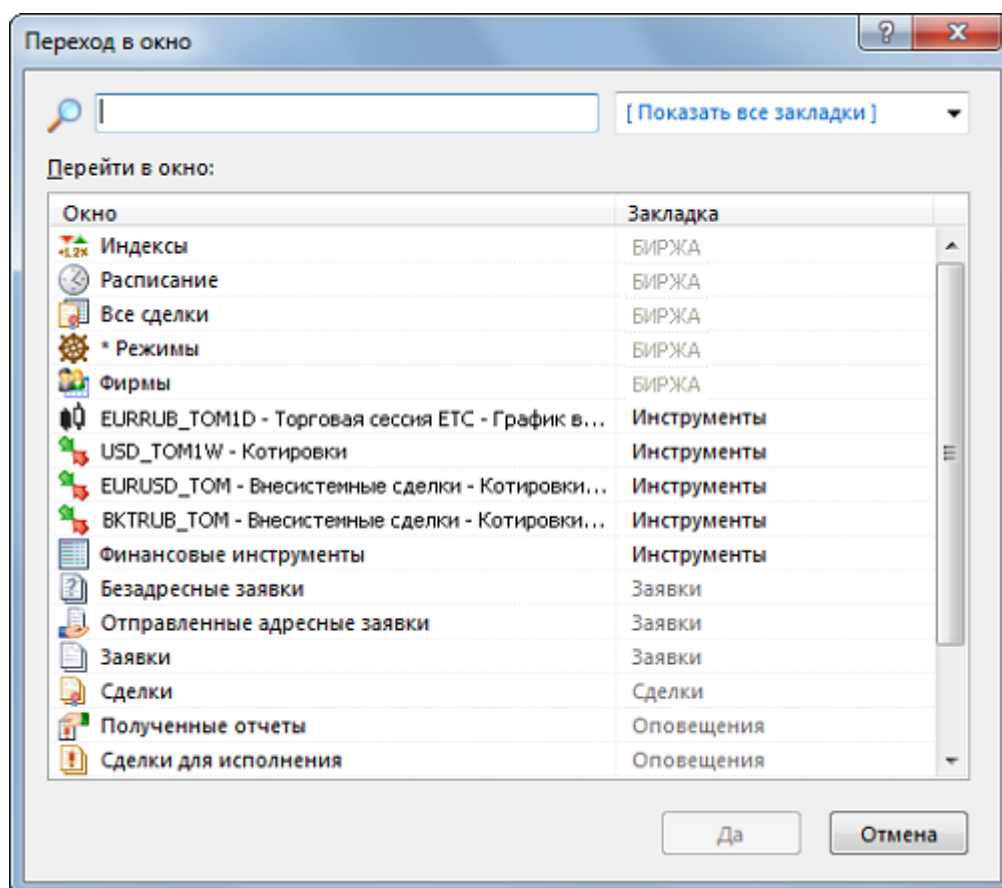 Переход в окно
[ Показать все закладки ]
Перейти в окно:
Окно Закладка
Индексы БИРЖА
Расписание БИРЖА
Все сделки БИРЖА
* Режимы БИРЖА
Фирмы БИРЖА
EURRUB_TOM1D - Торговая сессия ETC - График в... Инструменты
USD_TOM1W - Котировки Инструменты
EURUSD_TOM - Внесистемные сделки - Котировки... Инструменты
BKTRUB_TOM - Внесистемные сделки - Котировки... Инструменты
Финансовые инструменты Инструменты
Безадресные заявки Заявки
Отправленные адресные заявки Заявки
Заявки Заявки
Сделки Сделки
Полученные отчеты Оповещения
Сделки для исполнения Оповещения
Да Отмена